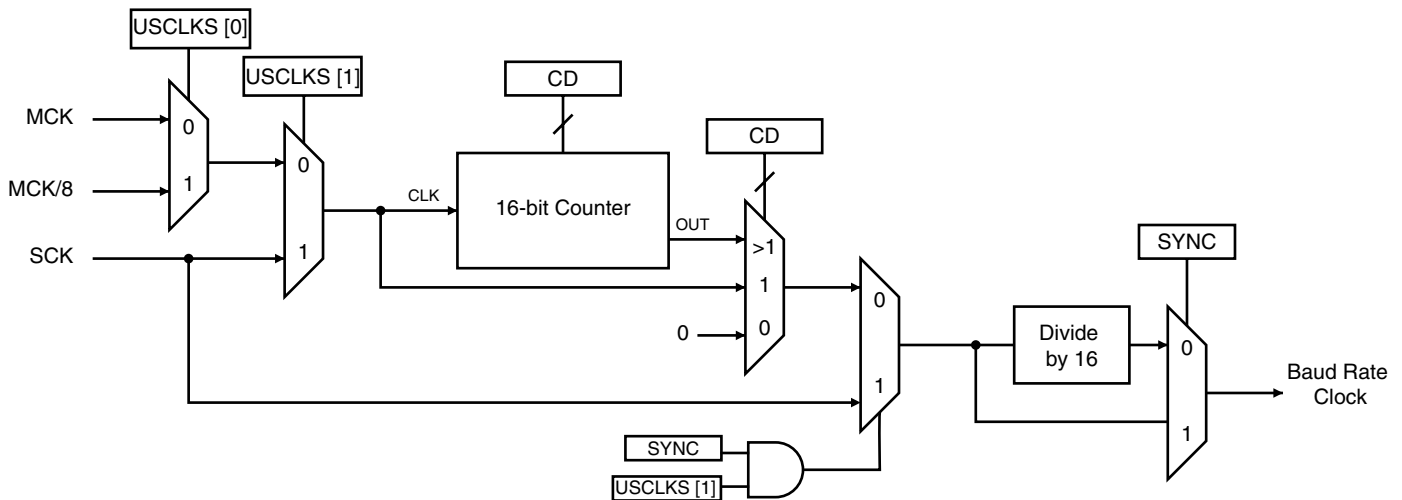 USCLKS [0]
USCLKS [1]
CD
CD
MCK
0
0
MCK/8
1
CLK
16-bit Counter
OUT
SYNC
SCK
1
>1
1
0
0
0
Divide
by 16
0
1
1
Baud Rate
Clock
SYNC
USCLKS [1]